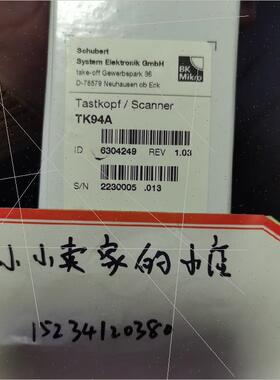 Schubert
System Elektronik GmbH
take-off Gewerbepark 36
D-78579 Neuhausen ob Eck
BK
Mikro
Tastkopf / Scanner
TK94A
ID 6304249 REV 1.03
S/N 2230005 .013
小小卖家的推
15234120380